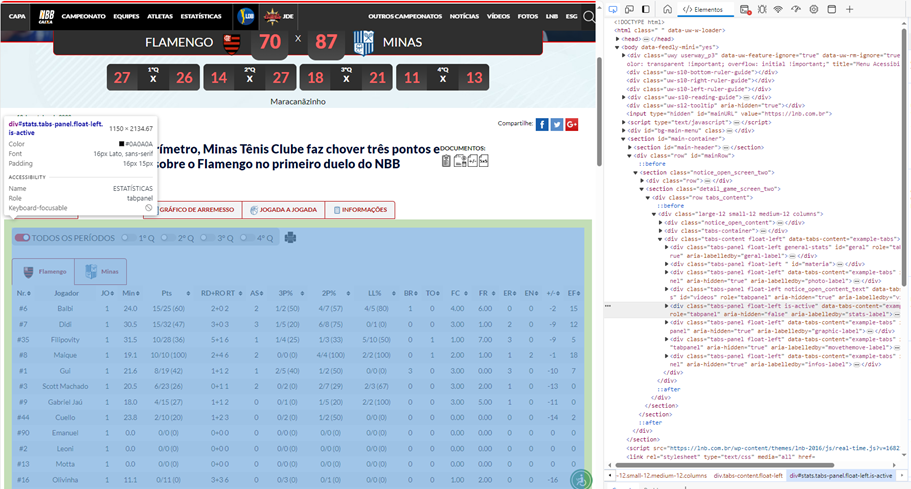 CAPA NBB CAIXA CAMPEONATO EQUIPES ATLETAS ESTATÍSTICAS LDB JDE OUTROS CAMPEONATOS NOTÍCIAS VÍDEOS FOTOS LNB ESG
FLAMENGO 70 X 87 MINAS
1ºQ 2ºQ 3ºQ 4ºQ
27 X 26 14 X 27 18 X 21 11 X 13
Maracanãzinho
Compartilhe:
div#stats.tabs-panel.float-left.
is-active 1150 × 2134.67
Color #0A0A0A
Font 16px Lato, sans-serif
Padding 16px 15px
ACCESSIBILITY
Name ESTATÍSTICAS
Role tabpanel
Keyboard-focusable
rímetro, Minas Tênis Clube faz chover três pontos e
sobre o Flamengo no primeiro duelo do NBB
DOCUMENTOS:
GRÁFICO DE ARREMESSO JOGADA A JOGADA INFORMAÇÕES
TODOS OS PERÍODOS 1º Q 2º Q 3º Q 4º Q
Flamengo Minas
Nr. Jogador JO Min Pts RD+RO RT AS 3P% 2P% LL% BR TO FC FR ER EN +/- EF
#6 Balbi 1 24.0 15/25 (60) 2+0 2 3 1/2 (50) 4/7 (57) 4/5 (80) 0 0 4.00 6.00 0 0 -2 15
#7 Didi 1 30.5 15/32 (47) 3+0 3 3 1/5 (20) 6/8 (75) 0/1 (0) 1 0 3.00 1.00 2 0 -9 12
#35 Filipovity 1 31.5 10/28 (36) 5+1 6 1 1/4 (25) 1/3 (33) 5/10 (50) 0 1 1.00 7.00 3 0 -9 5
#8 Maique 1 19.1 10/10 (100) 2+4 6 2 0/0 (0) 4/4 (100) 2/2 (100) 0 1 2.00 1.00 1 2 -1 18
#1 Gui 1 21.6 8/19 (42) 1+1 2 1 2/5 (40) 1/2 (50) 0/0 (0) 3 0 3.00 0.00 3 0 -10 7
#3 Scott Machado 1 20.5 6/23 (26) 0+1 1 2 0/2 (0) 2/7 (29) 2/3 (67) 0 0 3.00 2.00 1 0 -13 0
#9 Gabriel Jaú 1 18.0 4/15 (27) 1+1 2 0 0/1 (0) 1/5 (20) 2/2 (100) 0 0 3.00 5.00 1 0 -11 0
#44 Cuello 1 23.8 2/10 (20) 1+2 3 2 0/2 (0) 1/2 (50) 0/0 (0) 0 0 0.00 0.00 0 0 -14 2
#90 Emanuel 1 0.0 0/0 (0) 0+0 0 0 0/0 (0) 0/0 (0) 0/0 (0) 0 0 0.00 0.00 0 0 0 0
#2 Leoni 1 0.0 0/0 (0) 0+0 0 0 0/0 (0) 0/0 (0) 0/0 (0) 0 0 0.00 0.00 0 0 0 0
#13 Motta 1 0.0 0/0 (0) 0+0 0 0 0/0 (0) 0/0 (0) 0/0 (0) 0 0 0.00 0.00 0 0 0
#16 Olivinha 1 11.1 0/11 (0) 3+3 6 0 0/3 (0) 0/1 (0) 0/0 (0) 0 1 1.00 2.00 0 0 -16
Elementos
<!DOCTYPE html>
<html class=" " data-uw-w-loader>
<head> </head>
<body data-feedly-mini="yes">
<div class="uwy userway_p3" data-uw-feature-ignore="true" data-uw-rm-ignore="tr
color: transparent !important; overflow: initial !important;" title="Menu Acessibi
<div class="uw-s10-bottom-ruler-guide"></div>
<div class="uw-s10-right-ruler-guide"></div>
<div class="uw-s10-left-ruler-guide"></div>
<div class="uw-s10-reading-guide"> </div>
<div class="uw-s12-tooltip" aria-hidden="true"></div>
<input type="hidden" id="mainURL" value="https://lnb.com.br">
<script type="text/javascript"> </script>
<div id="bg-main-menu" class> </div>
<section id="main-container">
<section id="main-header"> </section>
<div class="row" id="mainRow">
::before
<section class="notice_open_screen_two">
<div class="row"> </div>
<section class="detail_game_screen_two">
<div class="row tabs_content">
::before
<div class="large-12 small-12 medium-12 columns">
<div class="notice_open_content"> </div>
<div class="tabs-container"> </div>
<div class="tabs-content float-left" data-tabs-content="example-tabs">
<div class="tabs-panel float-left general-stats" id="geral" role="tab
rue" aria-labelledby="geral-label"> </div>
<div class="tabs-panel float-left " id="materia"> </div>
<div class="tabs-panel float-left" data-tabs-content="example-tabs" i
nel" aria-hidden="true" aria-labelledby="photo-label"> </div>
<div class="tabs-panel float-left notice_open_content_text" data-tabs
s" id="videos" role="tabpanel" aria-hidden="true" aria-labelledby="v
<div class="tabs-panel float-left is-active" data-tabs-content="examp
role="tabpanel" aria-hidden="false" aria-labelledby="stats-label">
<div class="tabs-panel float-left" data-tabs-content="example-tabs"
panel" aria-hidden="true" aria-labelledby="graphic-label"> </div>
<div class="tabs-panel float-left" data-tabs-content="example-tabs"
"tabpanel" aria-hidden="true" aria-labelledby="movethemove-label">
<div class="tabs-panel float-left" data-tabs-content="example-tabs" i
nel" aria-hidden="true" aria-labelledby="infos-label"> </div>
</div>
</div>
::after
</div>
</section>
</section>
::after
</div>
</section>
<script src="https://lnb.com.br/wp-content/themes/lnb-2016/js/real-time.js?v=1682
<link rel="stylesheet" type="text/css" media="all" href=
-12.small-12.medium-12.columns div.tabs-content.float-left div#stats.tabs-panel.float-left.is-active